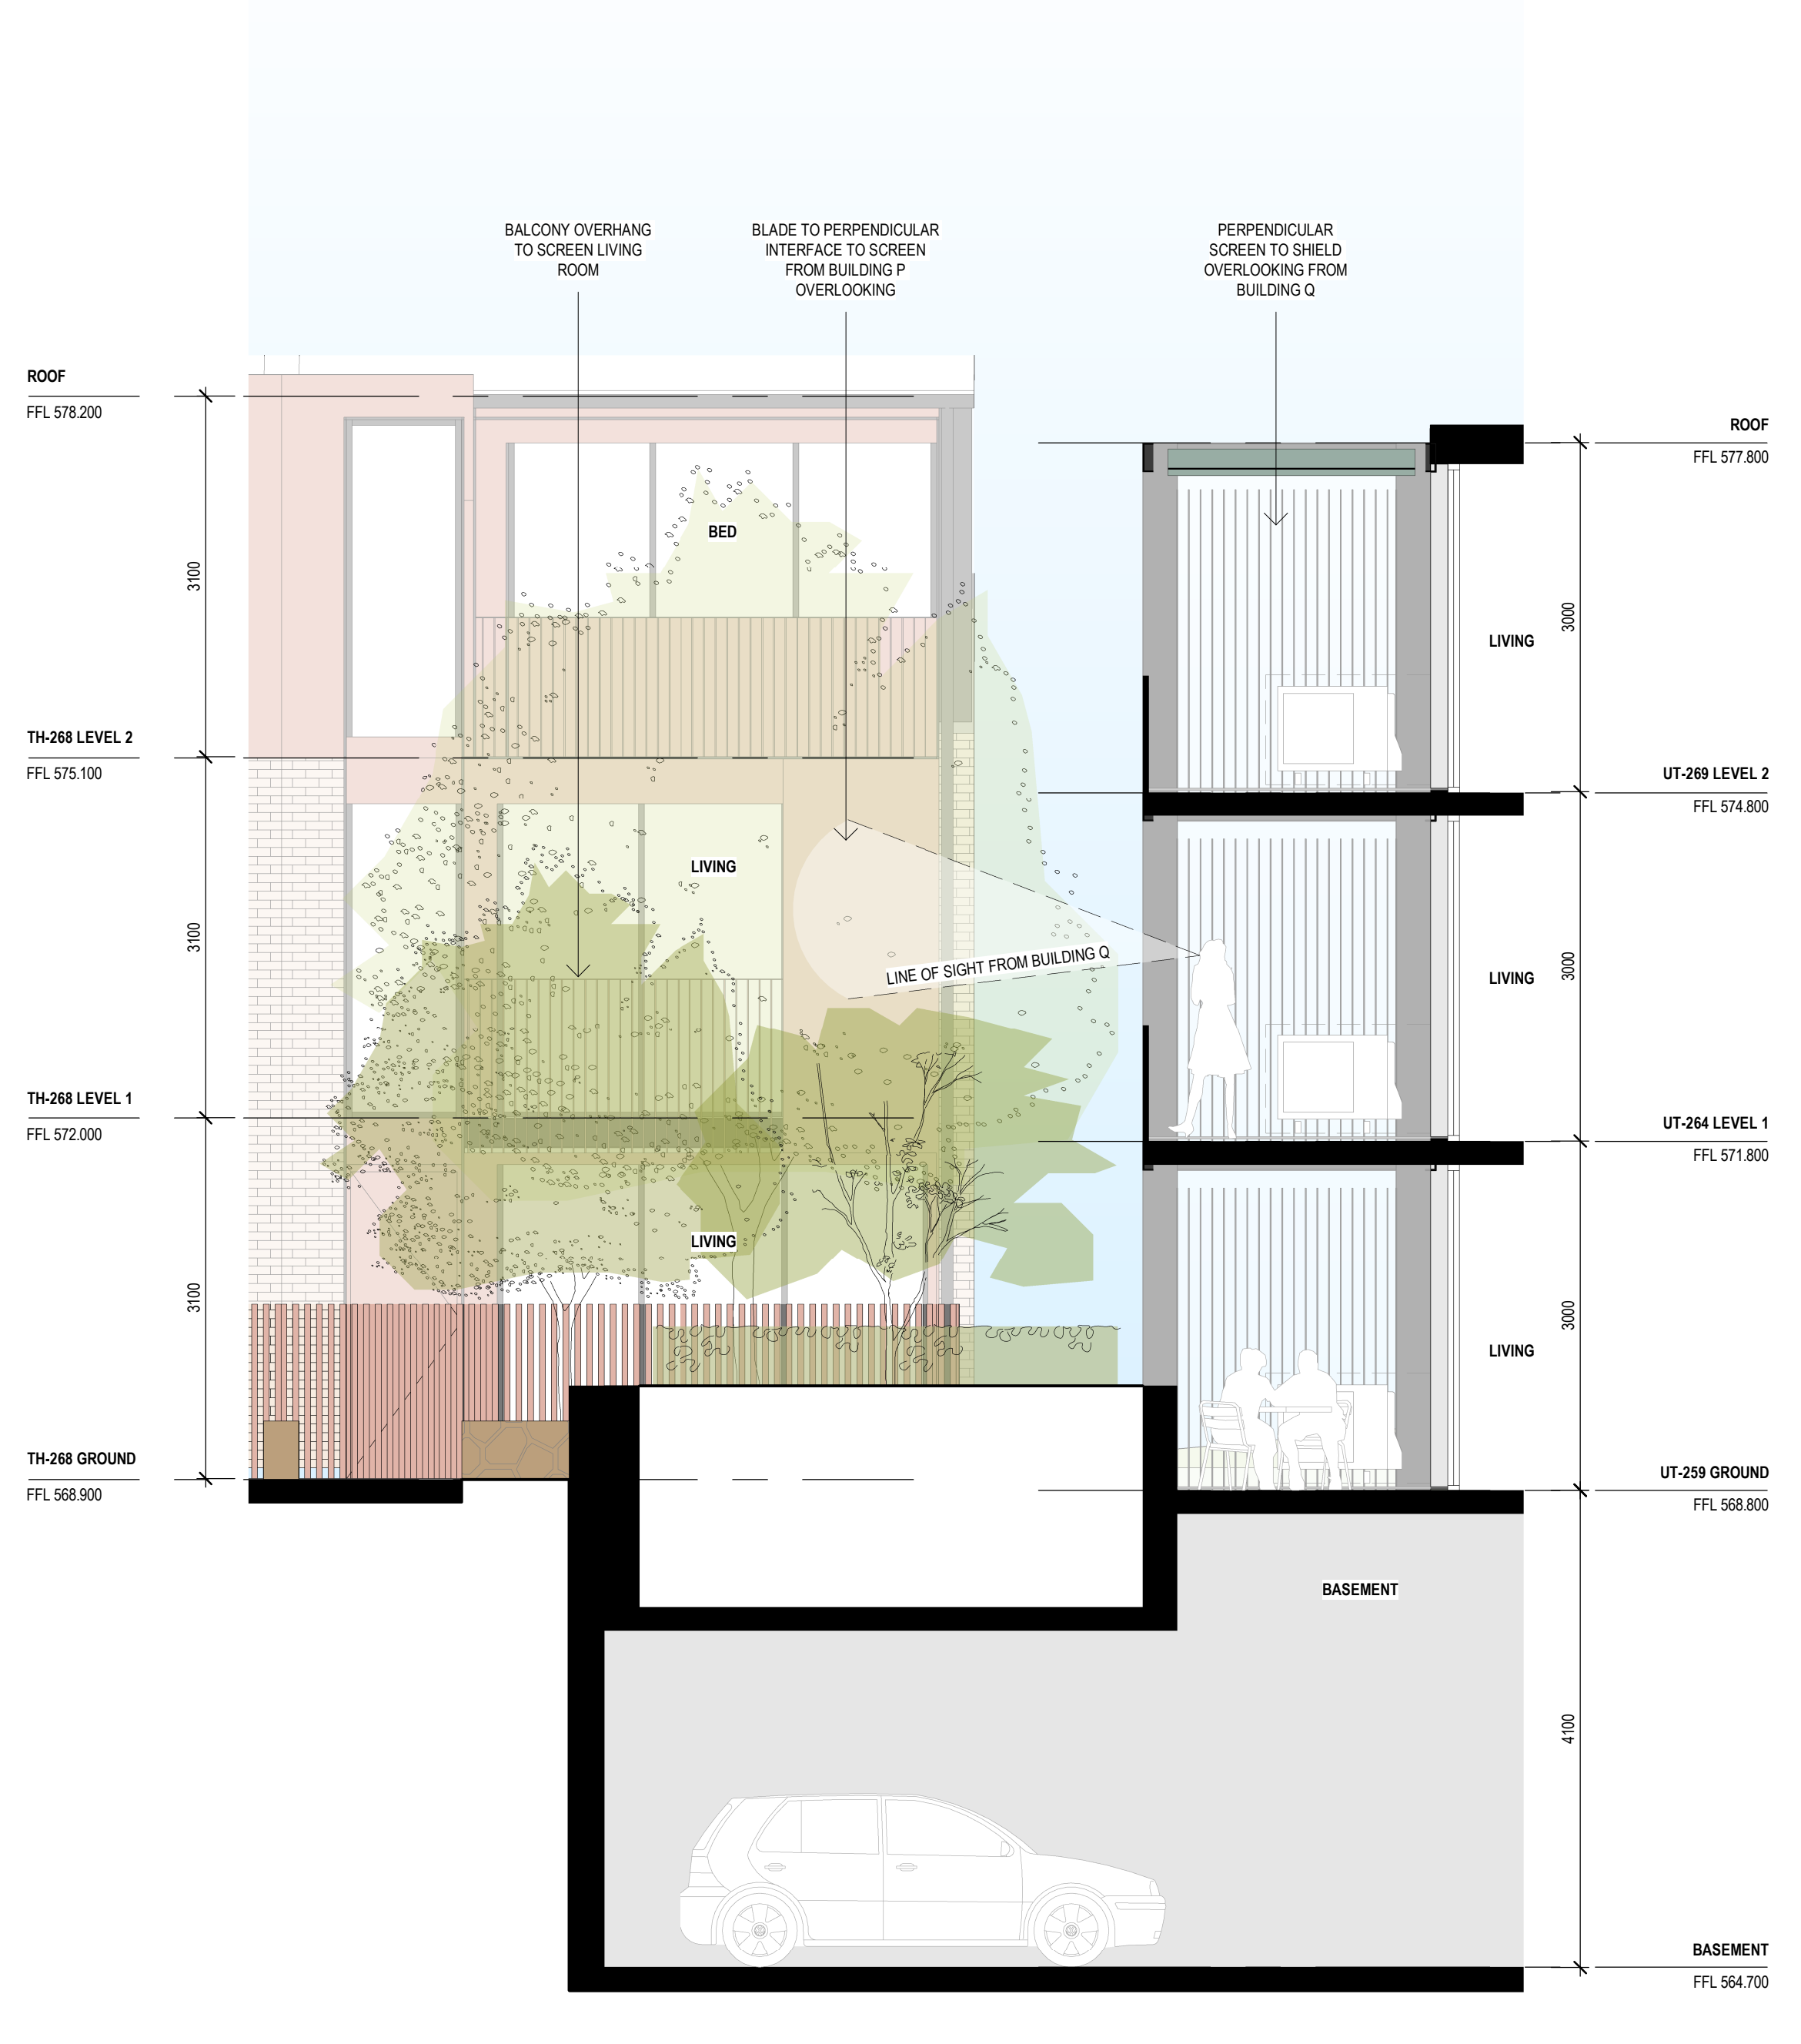 BALCONY OVERHANG
TO SCREEN LIVING
ROOM
BLADE TO PERPENDICULAR
INTERFACE TO SCREEN
FROM BUILDING P
OVERLOOKING
PERPENDICULAR
SCREEN TO SHIELD
OVERLOOKING FROM
BUILDING Q
ROOF
FFL 578.200
3100
TH-268 LEVEL 2
FFL 575.100
3100
TH-268 LEVEL 1
FFL 572.000
3100
TH-268 GROUND
FFL 568.900
BED
LIVING
LINE OF SIGHT FROM BUILDING Q
LIVING
ROOF
FFL 577.800
3000
LIVING
UT-269 LEVEL 2
FFL 574.800
3000
LIVING
UT-264 LEVEL 1
FFL 571.800
3000
LIVING
UT-259 GROUND
FFL 568.800
BASEMENT
4100
BASEMENT
FFL 564.700